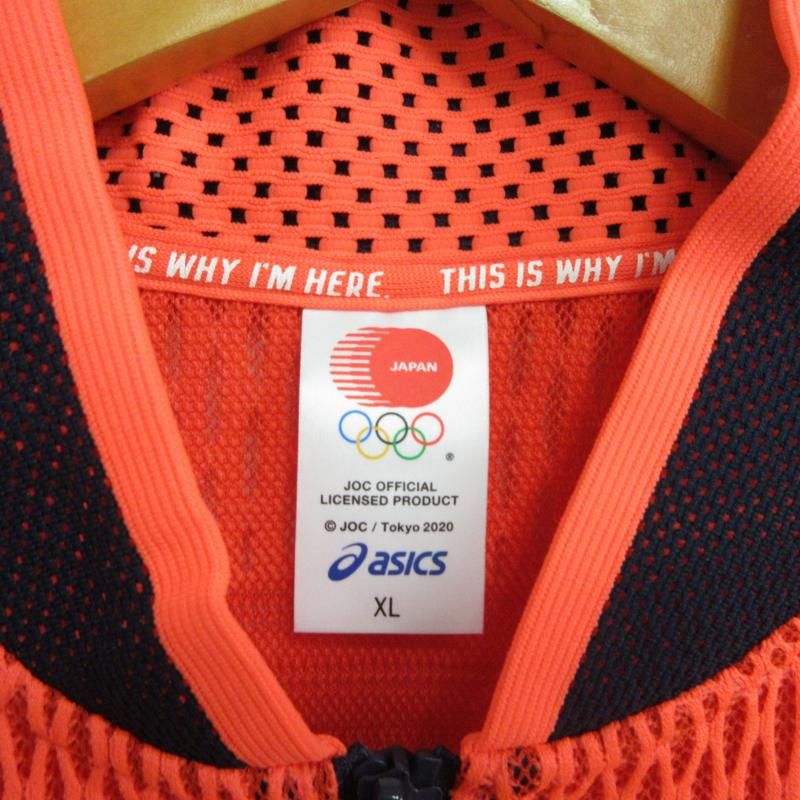 IS WHY I'M HERE. THIS IS WHY I'M
JAPAN
®
JOC OFFICIAL
LICENSED PRODUCT
© JOC / Tokyo 2020
asics
XL